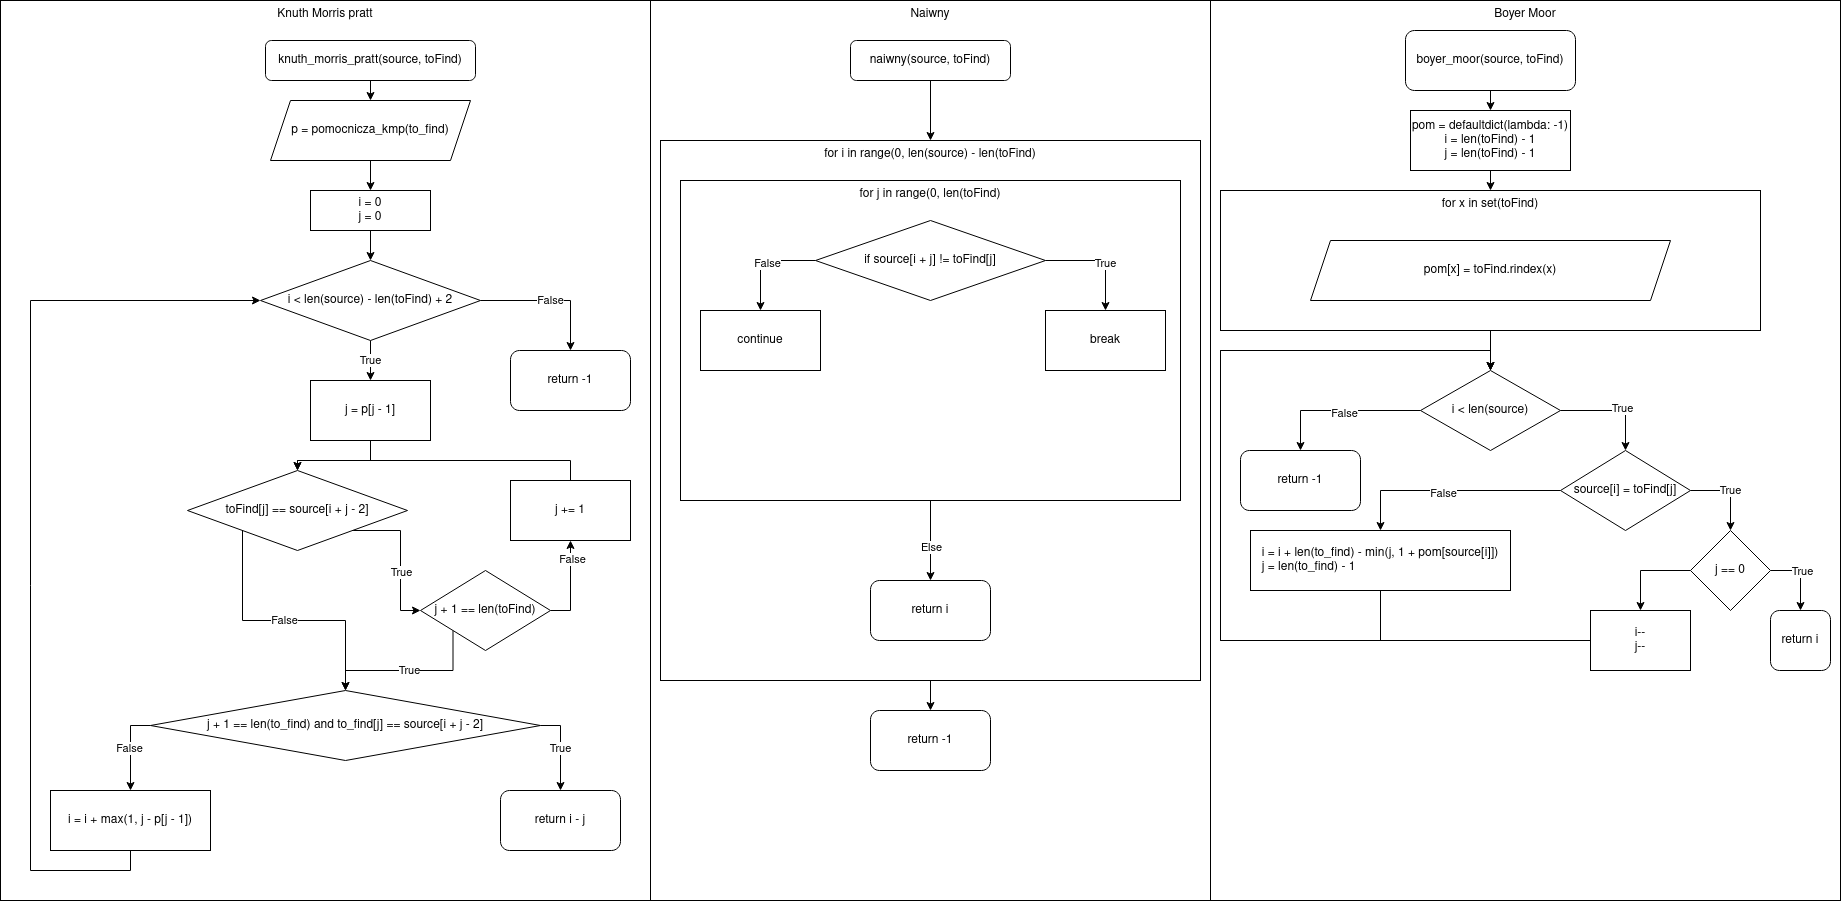 Knuth Morris pratt
knuth_morris_pratt(source, toFind)
p = pomocnicza_kmp(to_find)
i = 0
j = 0
i < len(source) - len(toFind) + 2
False
True
return -1
j = p[j - 1]
toFind[j] == source[i + j - 2]
j += 1
False
True
j + 1 == len(toFind)
False
True
j + 1 == len(to_find) and to_find[j] == source[i + j - 2]
False
True
i = i + max(1, j - p[j - 1])
return i - j
Naiwny
naiwny(source, toFind)
for i in range(0, len(source) - len(toFind)
for j in range(0, len(toFind)
if source[i + j] != toFind[j]
False
True
continue
break
Else
return i
return -1
Boyer Moor
boyer_moor(source, toFind)
pom = defaultdict(lambda: -1)
i = len(toFind) - 1
j = len(toFind) - 1
for x in set(toFind)
pom[x] = toFind.rindex(x)
i < len(source)
False
True
return -1
source[i] = toFind[j]
False
True
i = i + len(to_find) - min(j, 1 + pom[source[i]])
j = len(to_find) - 1
j == 0
True
i--
j--
return i